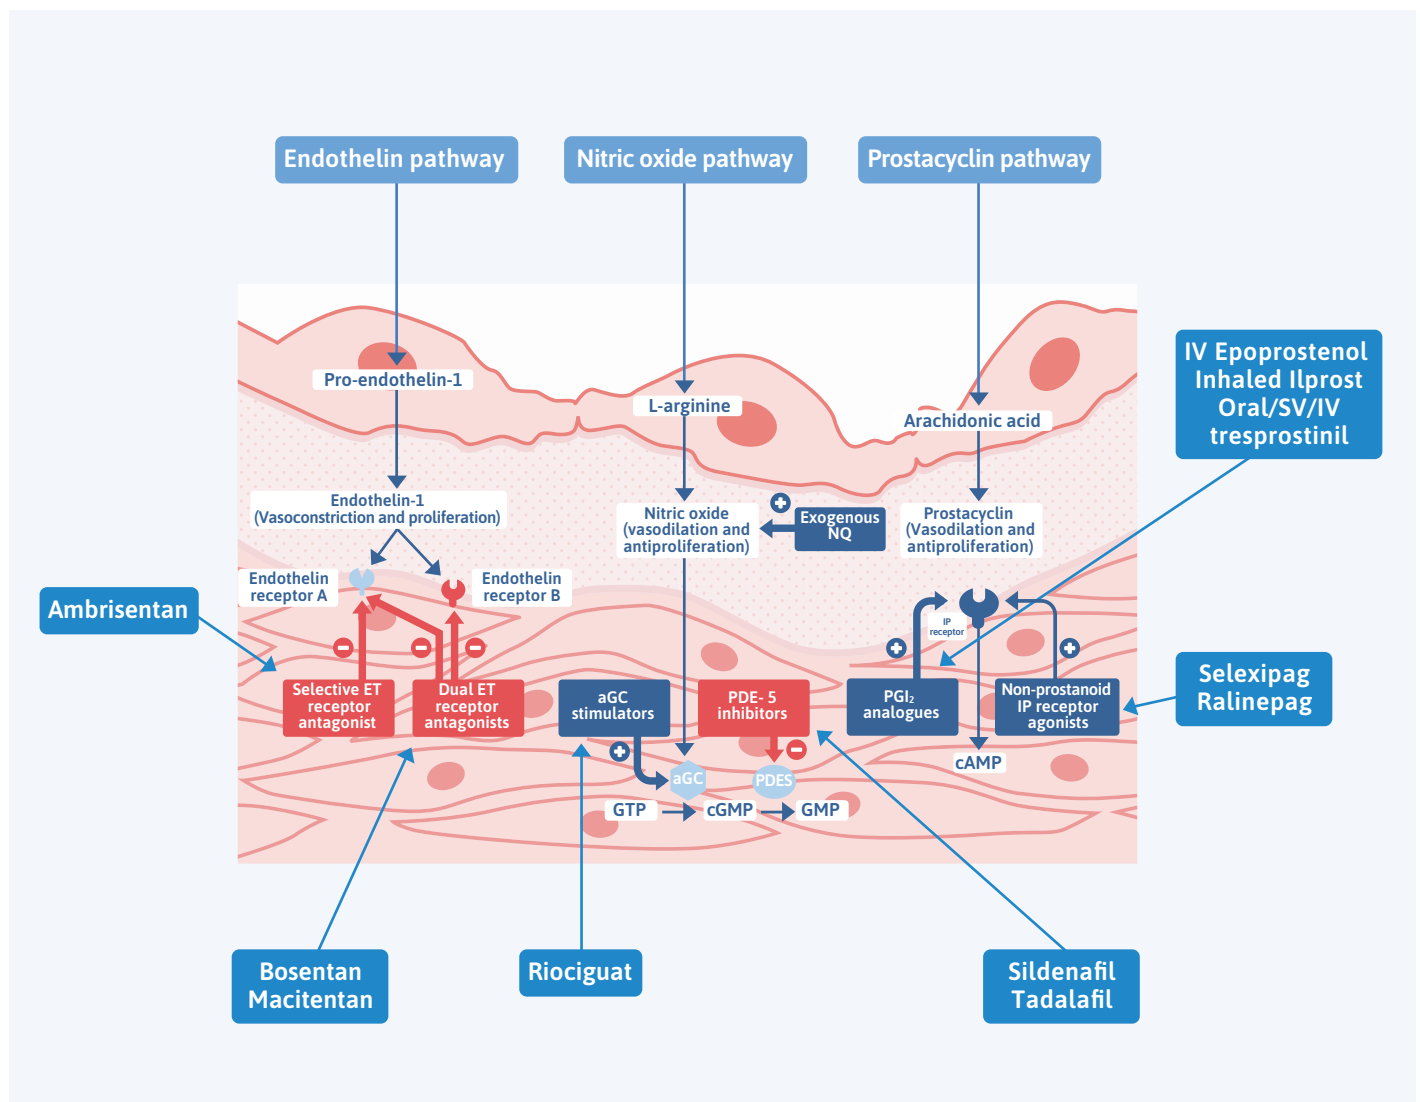 Endothelin pathway
Nitric oxide pathway
Prostacyclin pathway
Pro-endothelin-1
L-arginine
Arachidonic acid
IV Epoprostenol
Inhaled Ilprost
Oral/SV/IV
tresprostinil
Endothelin-1
(Vasoconstriction and proliferation)
Nitric oxide
(vasodilation and
antiproliferation)
Exogenous
NQ
Prostacyclin
(Vasodilation and
antiproliferation)
Endothelin
receptor A
Endothelin
receptor B
Ambrisentan
IP
receptor
Selective ET
receptor
antagonist
Dual ET
receptor
antagonists
aGC
stimulators
PDE- 5
inhibitors
PGI₂
analogues
Non-prostanoid
IP receptor
agonists
Selexipag
Ralinepag
aGC
PDES
cAMP
GTP
cGMP
GMP
Bosentan
Macitentan
Riociguat
Sildenafil
Tadalafil